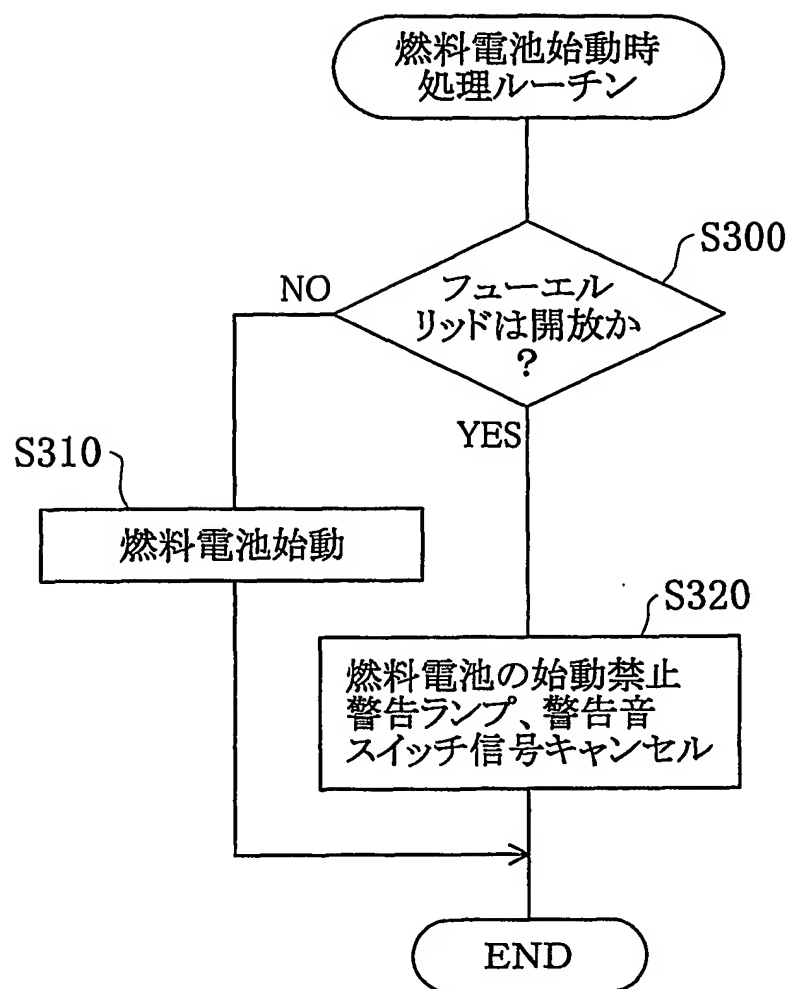 燃料電池始動時
処理ルーチン
S300
フューエル
リッドは開放か
?
NO
YES
S310
燃料電池始動
S320
燃料電池の始動禁止
警告ランプ、警告音
スイッチ信号キャンセル
END